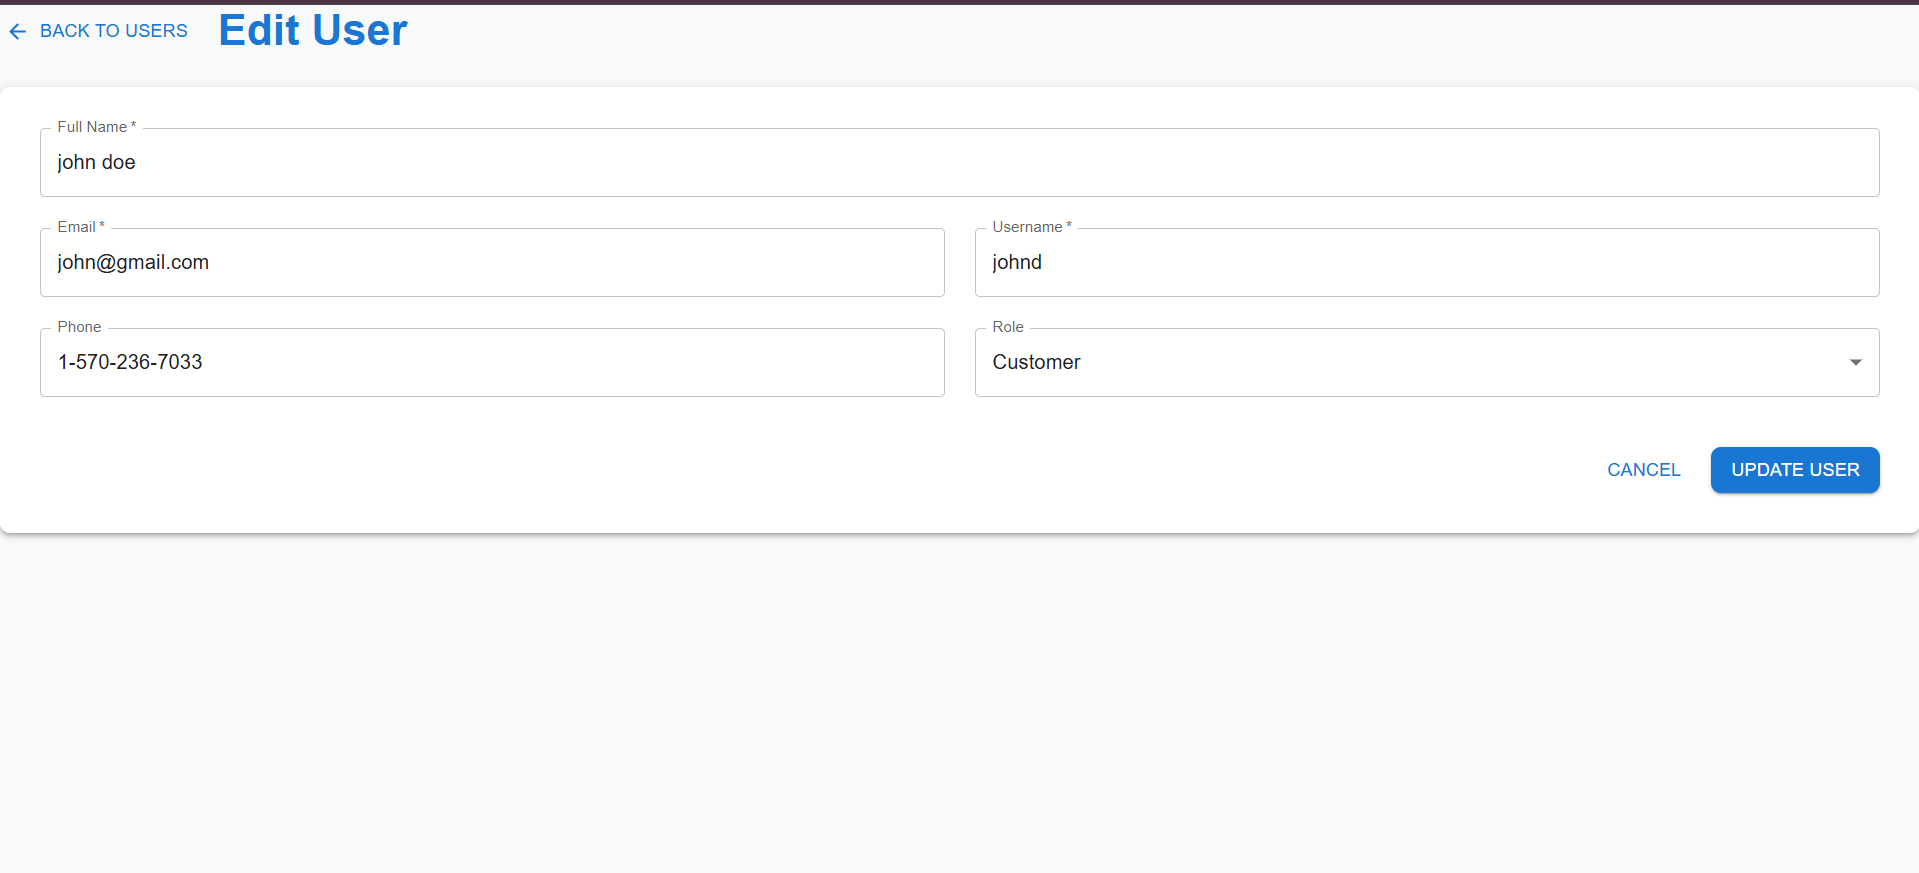 BACK TO USERS
Edit User
Full Name *
john doe
Email *
john@gmail.com
Username *
johnd
Phone
1-570-236-7033
Role
Customer
CANCEL
UPDATE USER